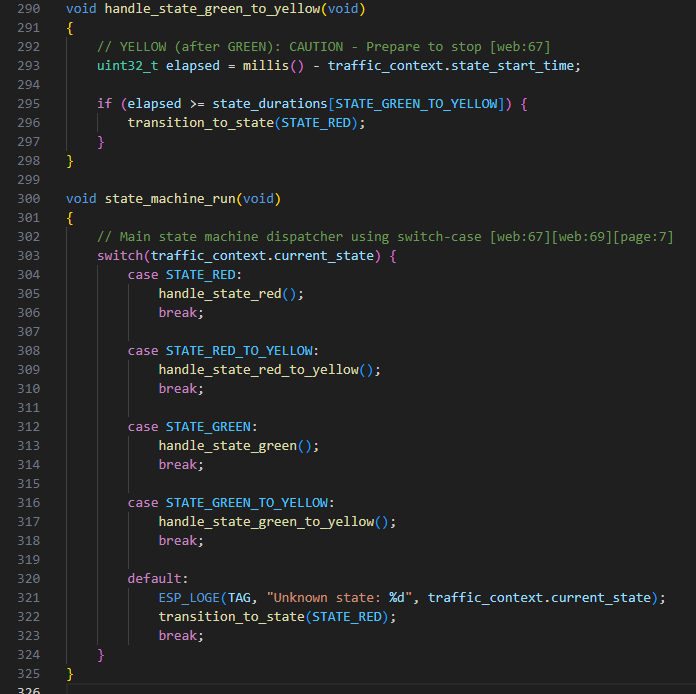 290 void handle_state_green_to_yellow(void)
291 {
292     // YELLOW (after GREEN): CAUTION - Prepare to stop [web:67]
293     uint32_t elapsed = millis() - traffic_context.state_start_time;
294
295     if (elapsed >= state_durations[STATE_GREEN_TO_YELLOW]) {
296         transition_to_state(STATE_RED);
297     }
298 }
299
300 void state_machine_run(void)
301 {
302     // Main state machine dispatcher using switch-case [web:67][web:69][page:7]
303     switch(traffic_context.current_state) {
304         case STATE_RED:
305             handle_state_red();
306             break;
307
308         case STATE_RED_TO_YELLOW:
309             handle_state_red_to_yellow();
310             break;
311
312         case STATE_GREEN:
313             handle_state_green();
314             break;
315
316         case STATE_GREEN_TO_YELLOW:
317             handle_state_green_to_yellow();
318             break;
319
320         default:
321             ESP_LOGE(TAG, "Unknown state: %d", traffic_context.current_state);
322             transition_to_state(STATE_RED);
323             break;
324     }
325 }
326